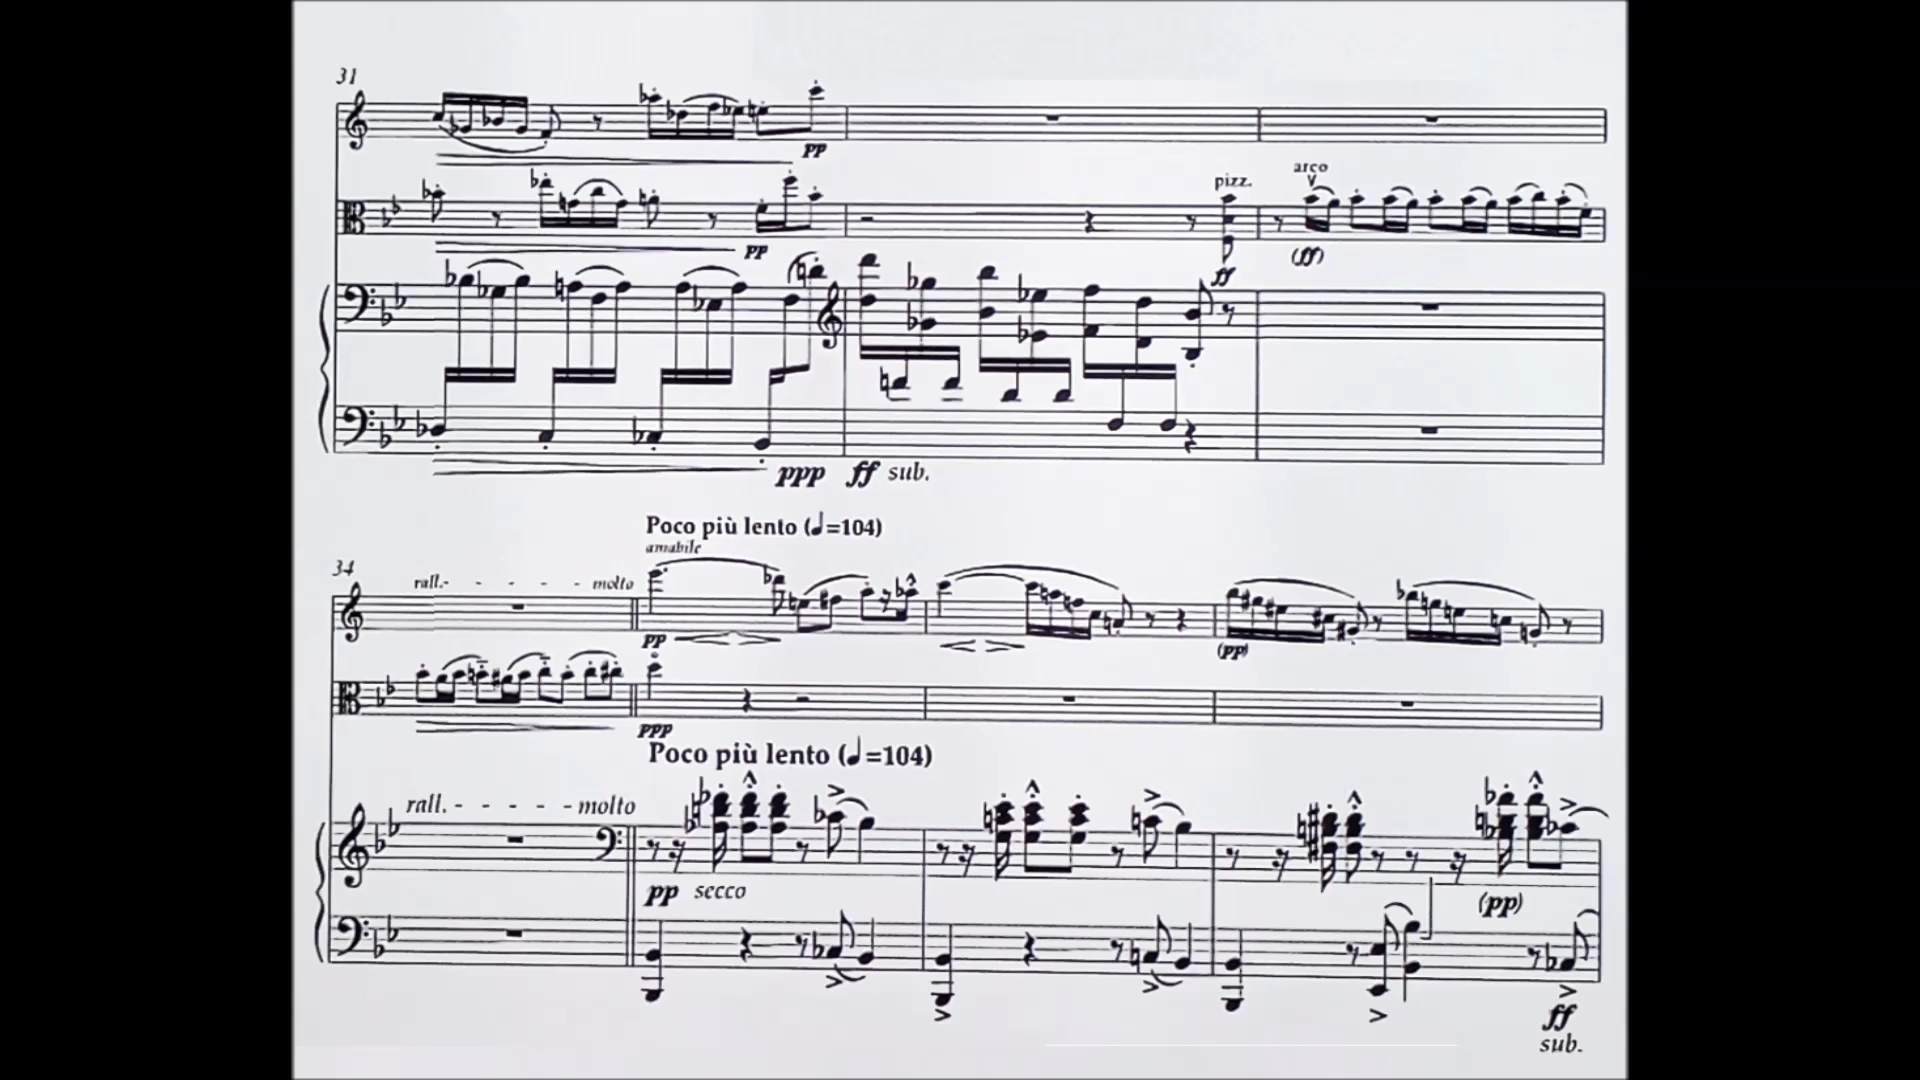 31
pp
arco
pizz.
pp
(ff)
ff
ppp ff sub.
Poco più lento (♩=104)
amabile
34
rall.- - - - - - molto
pp
(pp)
ppp
Poco più lento (♩=104)
rall. - - - - - molto
pp secco
(pp)
ff
sub.